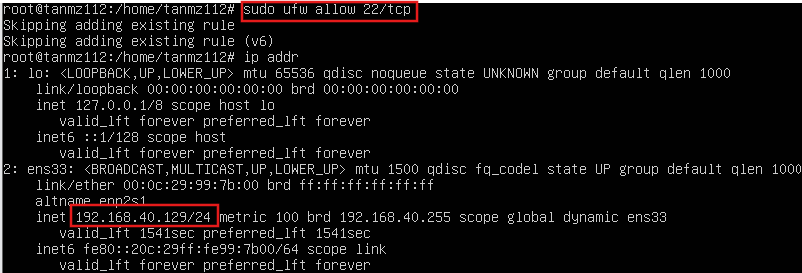 root@tanmz112:/home/tanmz112# sudo ufw allow 22/tcp
Skipping adding existing rule
Skipping adding existing rule (v6)
root@tanmz112:/home/tanmz112# ip addr
1: lo: <LOOPBACK,UP,LOWER_UP> mtu 65536 qdisc noqueue state UNKNOWN group default qlen 1000
link/loopback 00:00:00:00:00:00 brd 00:00:00:00:00:00
inet 127.0.0.1/8 scope host lo
valid_lft forever preferred_lft forever
inet6 ::1/128 scope host
valid_lft forever preferred_lft forever
2: ens33: <BROADCAST,MULTICAST,UP,LOWER_UP> mtu 1500 qdisc fq_codel state UP group default qlen 1000
link/ether 00:0c:29:99:7b:00 brd ff:ff:ff:ff:ff:ff
altname enp2s1
inet 192.168.40.129/24 metric 100 brd 192.168.40.255 scope global dynamic ens33
valid_lft 1541sec preferred_lft 1541sec
inet6 fe80::20c:29ff:fe99:7b00/64 scope link
valid_lft forever preferred_lft forever